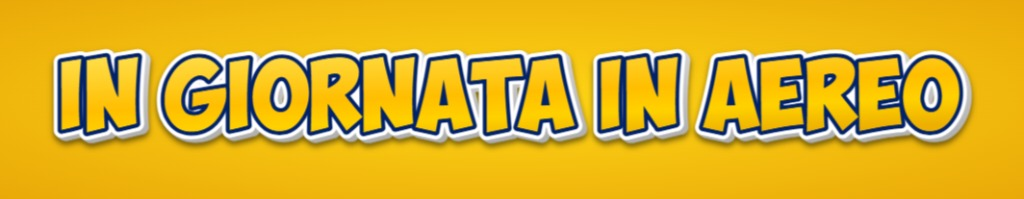 IN GIORNATA IN AEREO